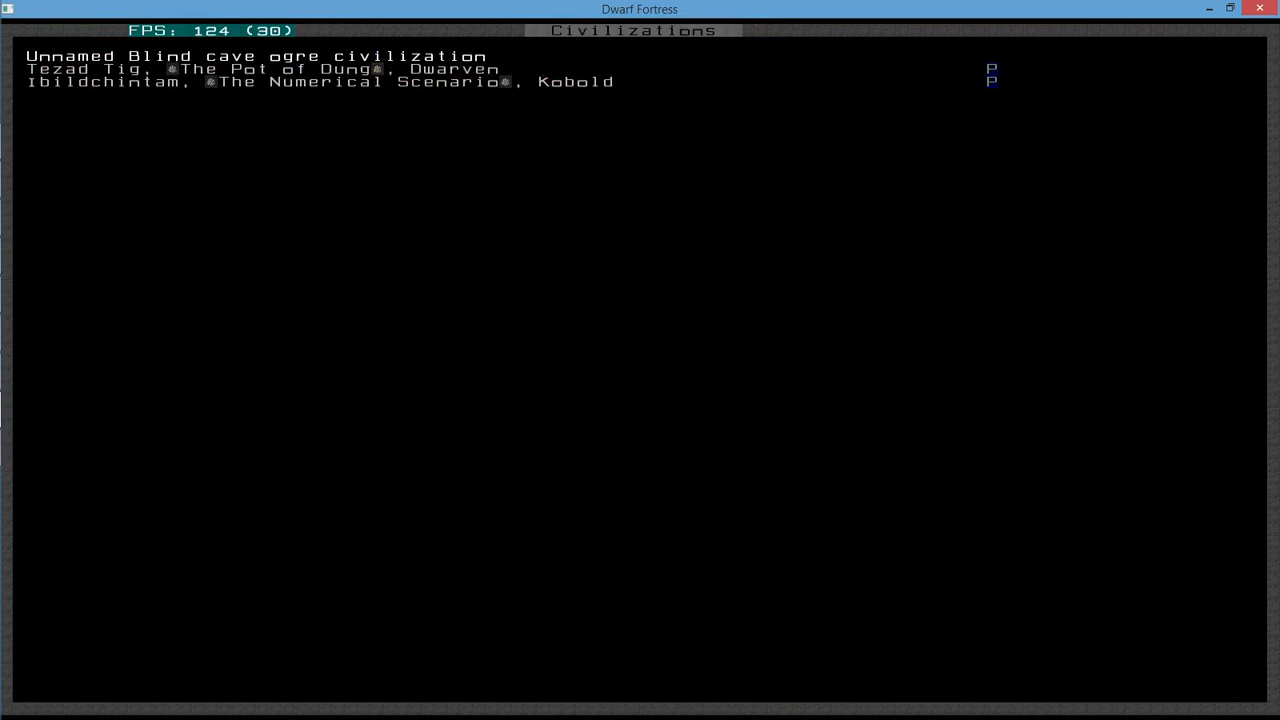 Dwarf Fortress
FPS: 124 (30) Civilizations
Unnamed Blind cave ogre civilization
Tezad Tig, ☼The Pot of Dung☼, Dwarven P
Ibildchintam, ☼The Numerical Scenario☼, Kobold P